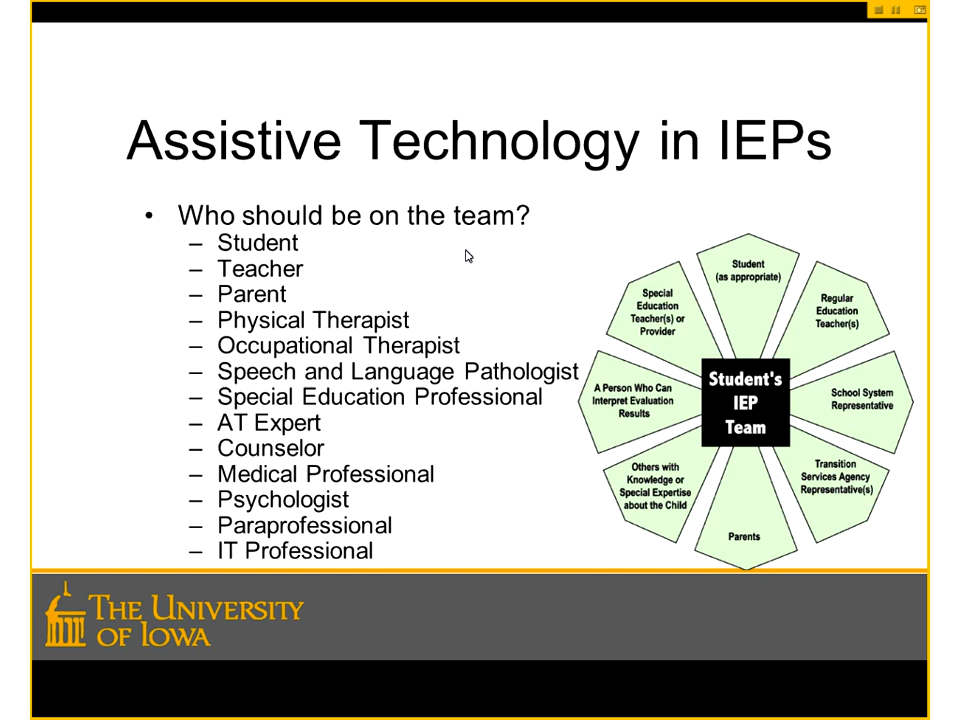 Assistive Technology in IEPs
• Who should be on the team?
– Student
– Teacher
– Parent
– Physical Therapist
– Occupational Therapist
– Speech and Language Pathologist
– Special Education Professional
– AT Expert
– Counselor
– Medical Professional
– Psychologist
– Paraprofessional
– IT Professional
Student
(as appropriate)
Regular
Education
Teacher(s)
School System
Representative
Transition
Services Agency
Representative(s)
Parents
Others with
Knowledge or
Special Expertise
about the Child
A Person Who Can
Interpret Evaluation
Results
Special
Education
Teacher(s) or
Provider
Student's
IEP
Team
THE UNIVERSITY
OF IOWA